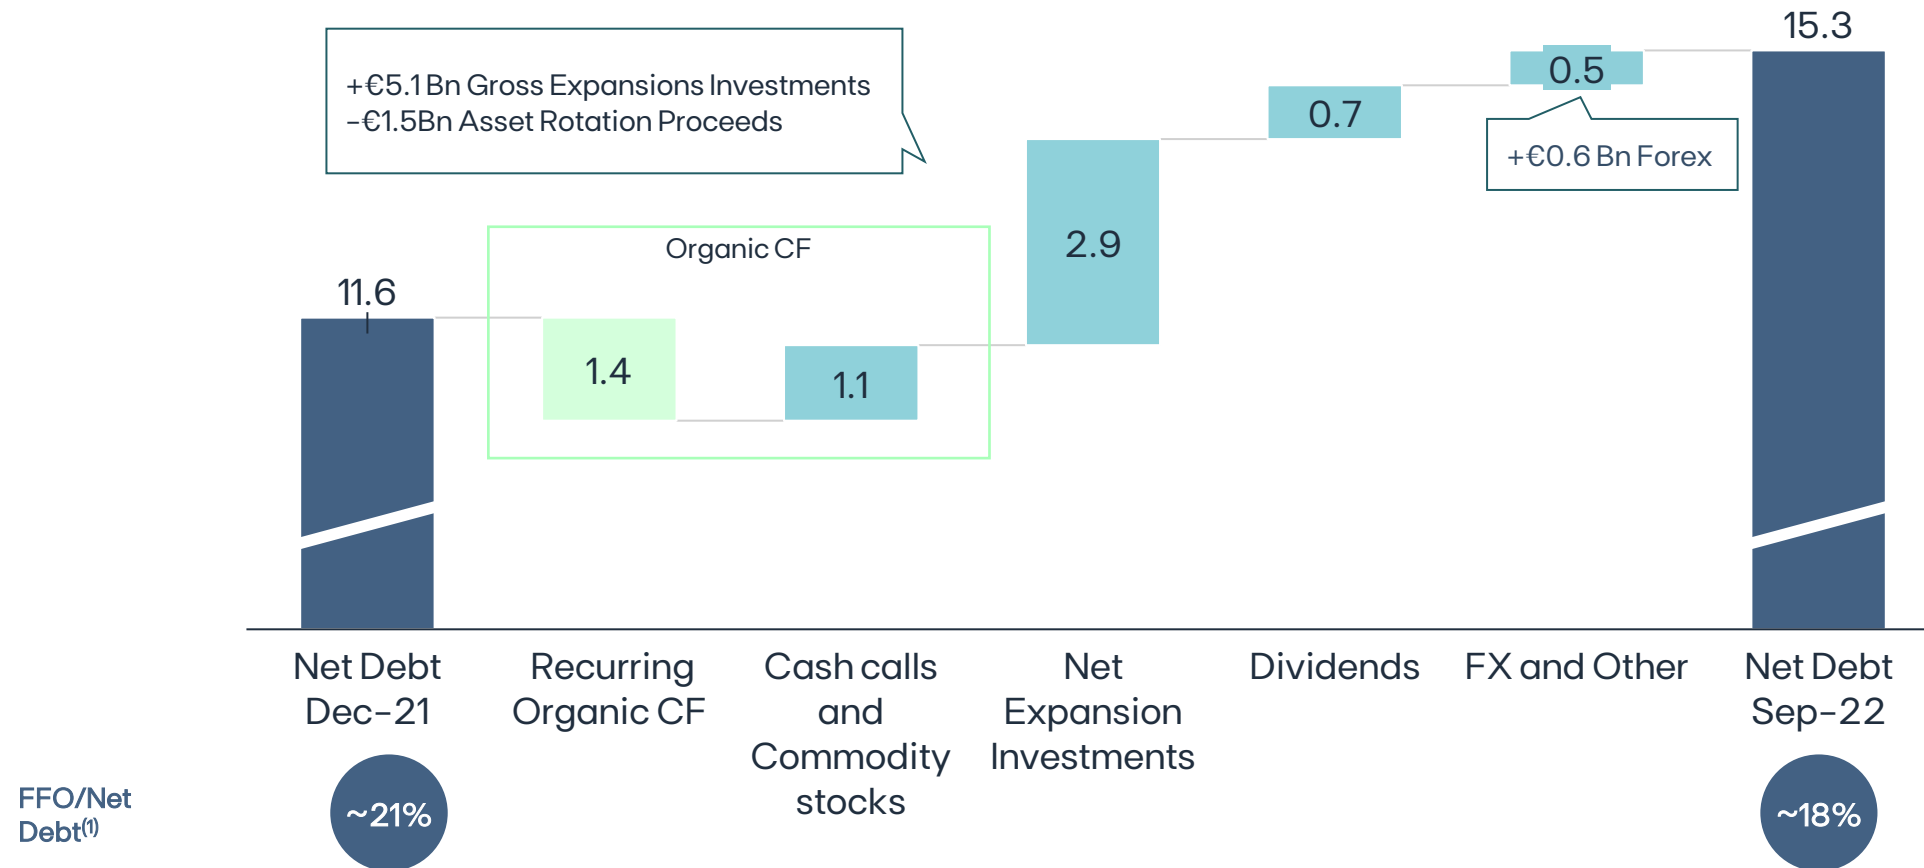 +€5.1 Bn Gross Expansions Investments
-€1.5Bn Asset Rotation Proceeds
15.3
0.5
0.7
+€0.6 Bn Forex
2.9
Organic CF
11.6
1.4
1.1
Net Debt
Dec-21
Recurring
Organic CF
Cash calls
and
Commodity
stocks
Net
Expansion
Investments
Dividends
FX and Other
Net Debt
Sep-22
FFO/Net
Debt(1)
~21%
~18%